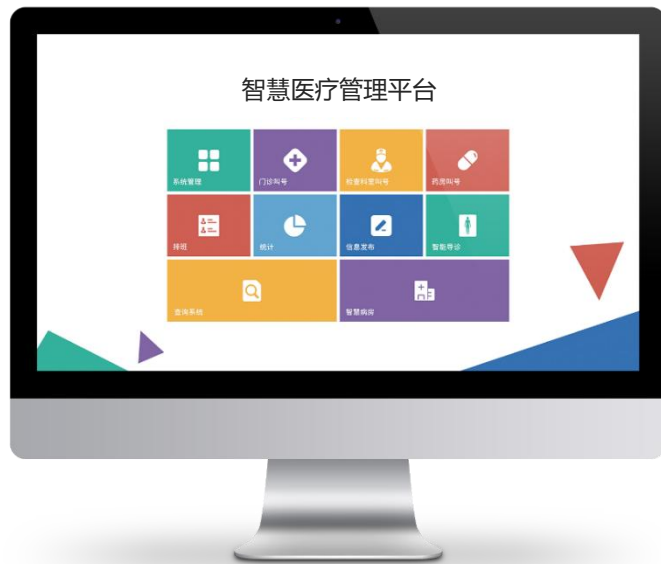 智慧医疗管理平台
系统管理
门诊叫号
检查科室叫号
药房叫号
排班
统计
信息发布
智能导诊
查询系统
智慧病房